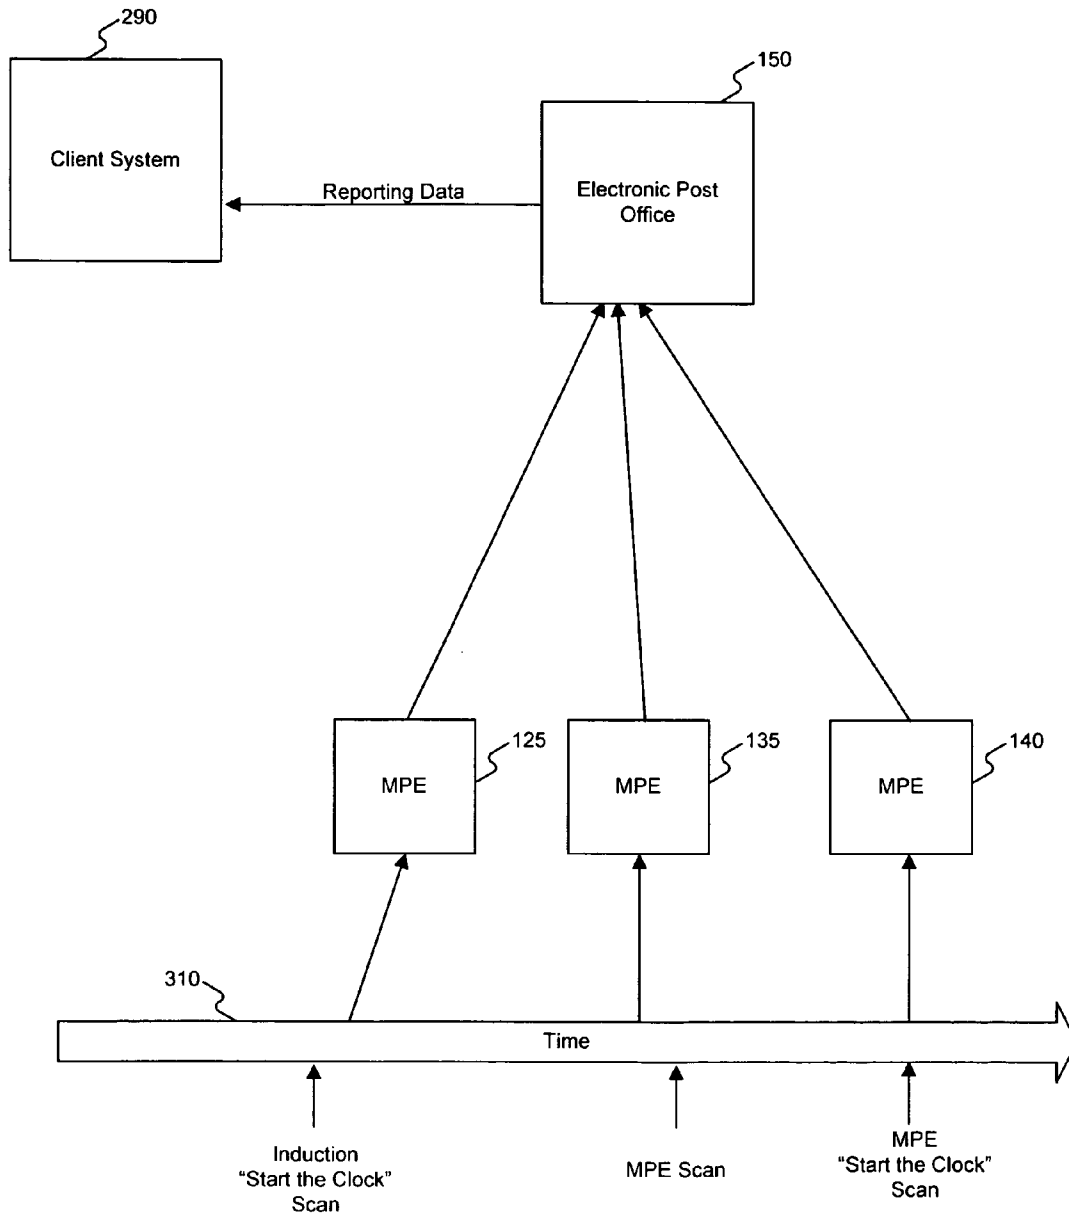 290
150
Client System
Electronic Post
Office
Reporting Data
125
135
140
MPE
MPE
MPE
310
Time
Induction
“Start the Clock”
Scan
MPE Scan
MPE
“Start the Clock”
Scan